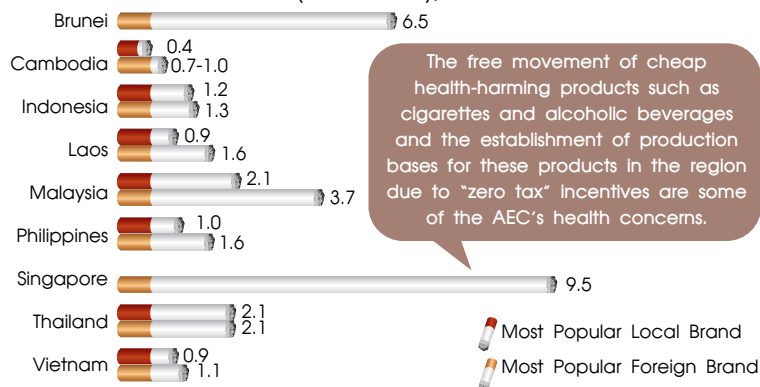 Brunei 6.5
0.4
Cambodia 0.7-1.0
1.2
Indonesia 1.3
0.9
Laos 1.6
2.1
Malaysia 3.7
1.0
Philippines 1.6
Singapore 9.5
2.1
Thailand 2.1
0.9
Vietnam 1.1
The free movement of cheap
health-harming products such as
cigarettes and alcoholic beverages
and the establishment of production
bases for these products in the region
due to "zero tax" incentives are some
of the AEC's health concerns.
Most Popular Local Brand
Most Popular Foreign Brand